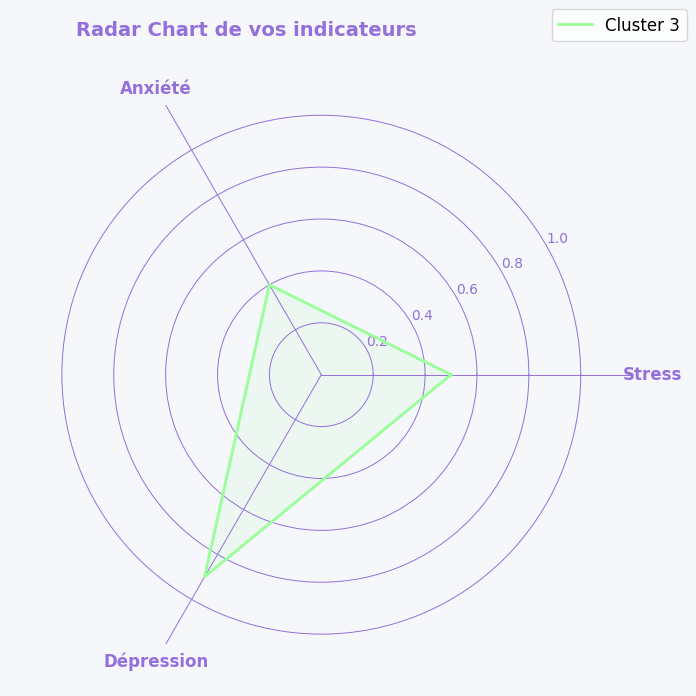 Radar Chart de vos indicateurs
Cluster 3
Anxiété
1.0
0.8
0.6
0.4
0.2
Stress
Dépression